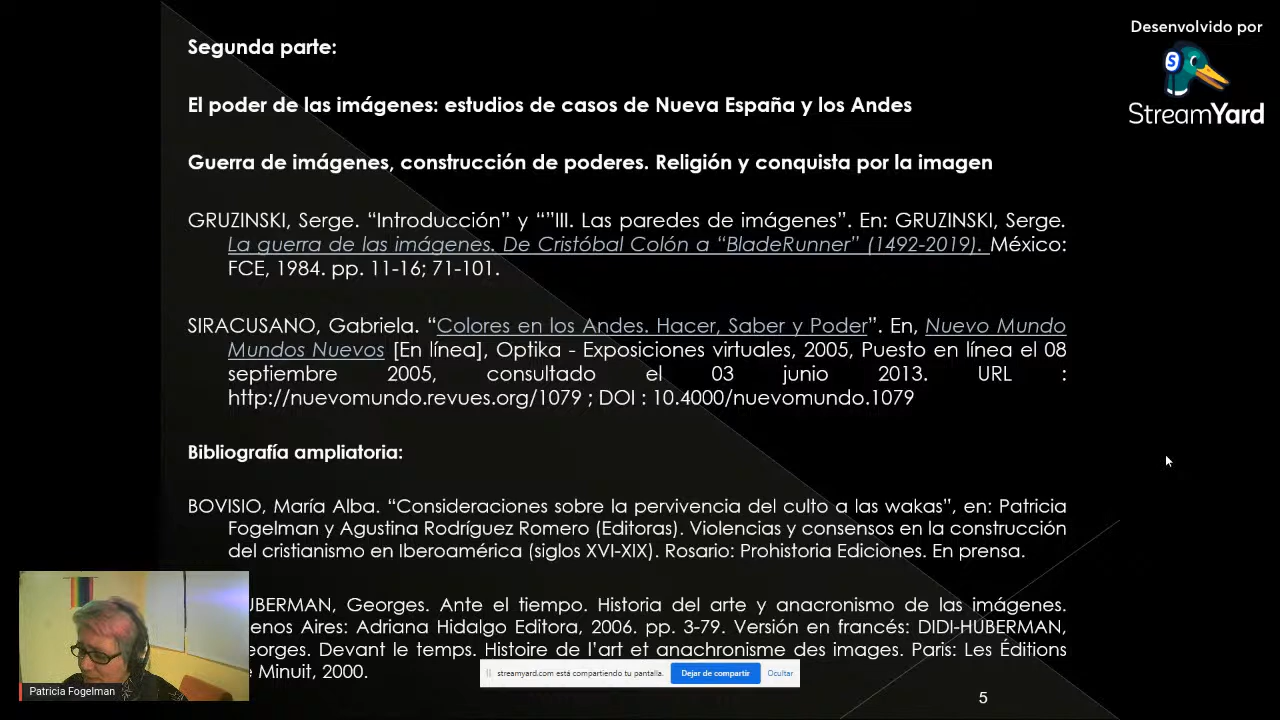 Desenvolvido por
StreamYard
Segunda parte:
El poder de las imágenes: estudios de casos de Nueva España y los Andes
Guerra de imágenes, construcción de poderes. Religión y conquista por la imagen
GRUZINSKI, Serge. “Introducción” y “”III. Las paredes de imágenes”. En: GRUZINSKI, Serge.
La guerra de las imágenes. De Cristóbal Colón a “BladeRunner” (1492-2019). México:
FCE, 1984. pp. 11-16; 71-101.
SIRACUSANO, Gabriela. “Colores en los Andes. Hacer, Saber y Poder”. En, Nuevo Mundo
Mundos Nuevos [En línea], Optika - Exposiciones virtuales, 2005, Puesto en línea el 08
septiembre 2005, consultado el 03 junio 2013. URL :
http://nuevomundo.revues.org/1079 ; DOI : 10.4000/nuevomundo.1079
Bibliografía ampliatoria:
BOVISIO, María Alba. “Consideraciones sobre la pervivencia del culto a las wakas”, en: Patricia
Fogelman y Agustina Rodríguez Romero (Editoras). Violencias y consensos en la construcción
del cristianismo en Iberoamérica (siglos XVI-XIX). Rosario: Prohistoria Ediciones. En prensa.
UBERMAN, Georges. Ante el tiempo. Historia del arte y anacronismo de las imágenes.
enos Aires: Adriana Hidalgo Editora, 2006. pp. 3-79. Versión en francés: DIDI-HUBERMAN,
eorges. Devant le temps. Histoire de l’art et anachronisme des images. Paris: Les Éditions
Minuit, 2000.
streamyard.com está compartiendo tu pantalla. Dejar de compartir Ocultar
Patricia Fogelman
5